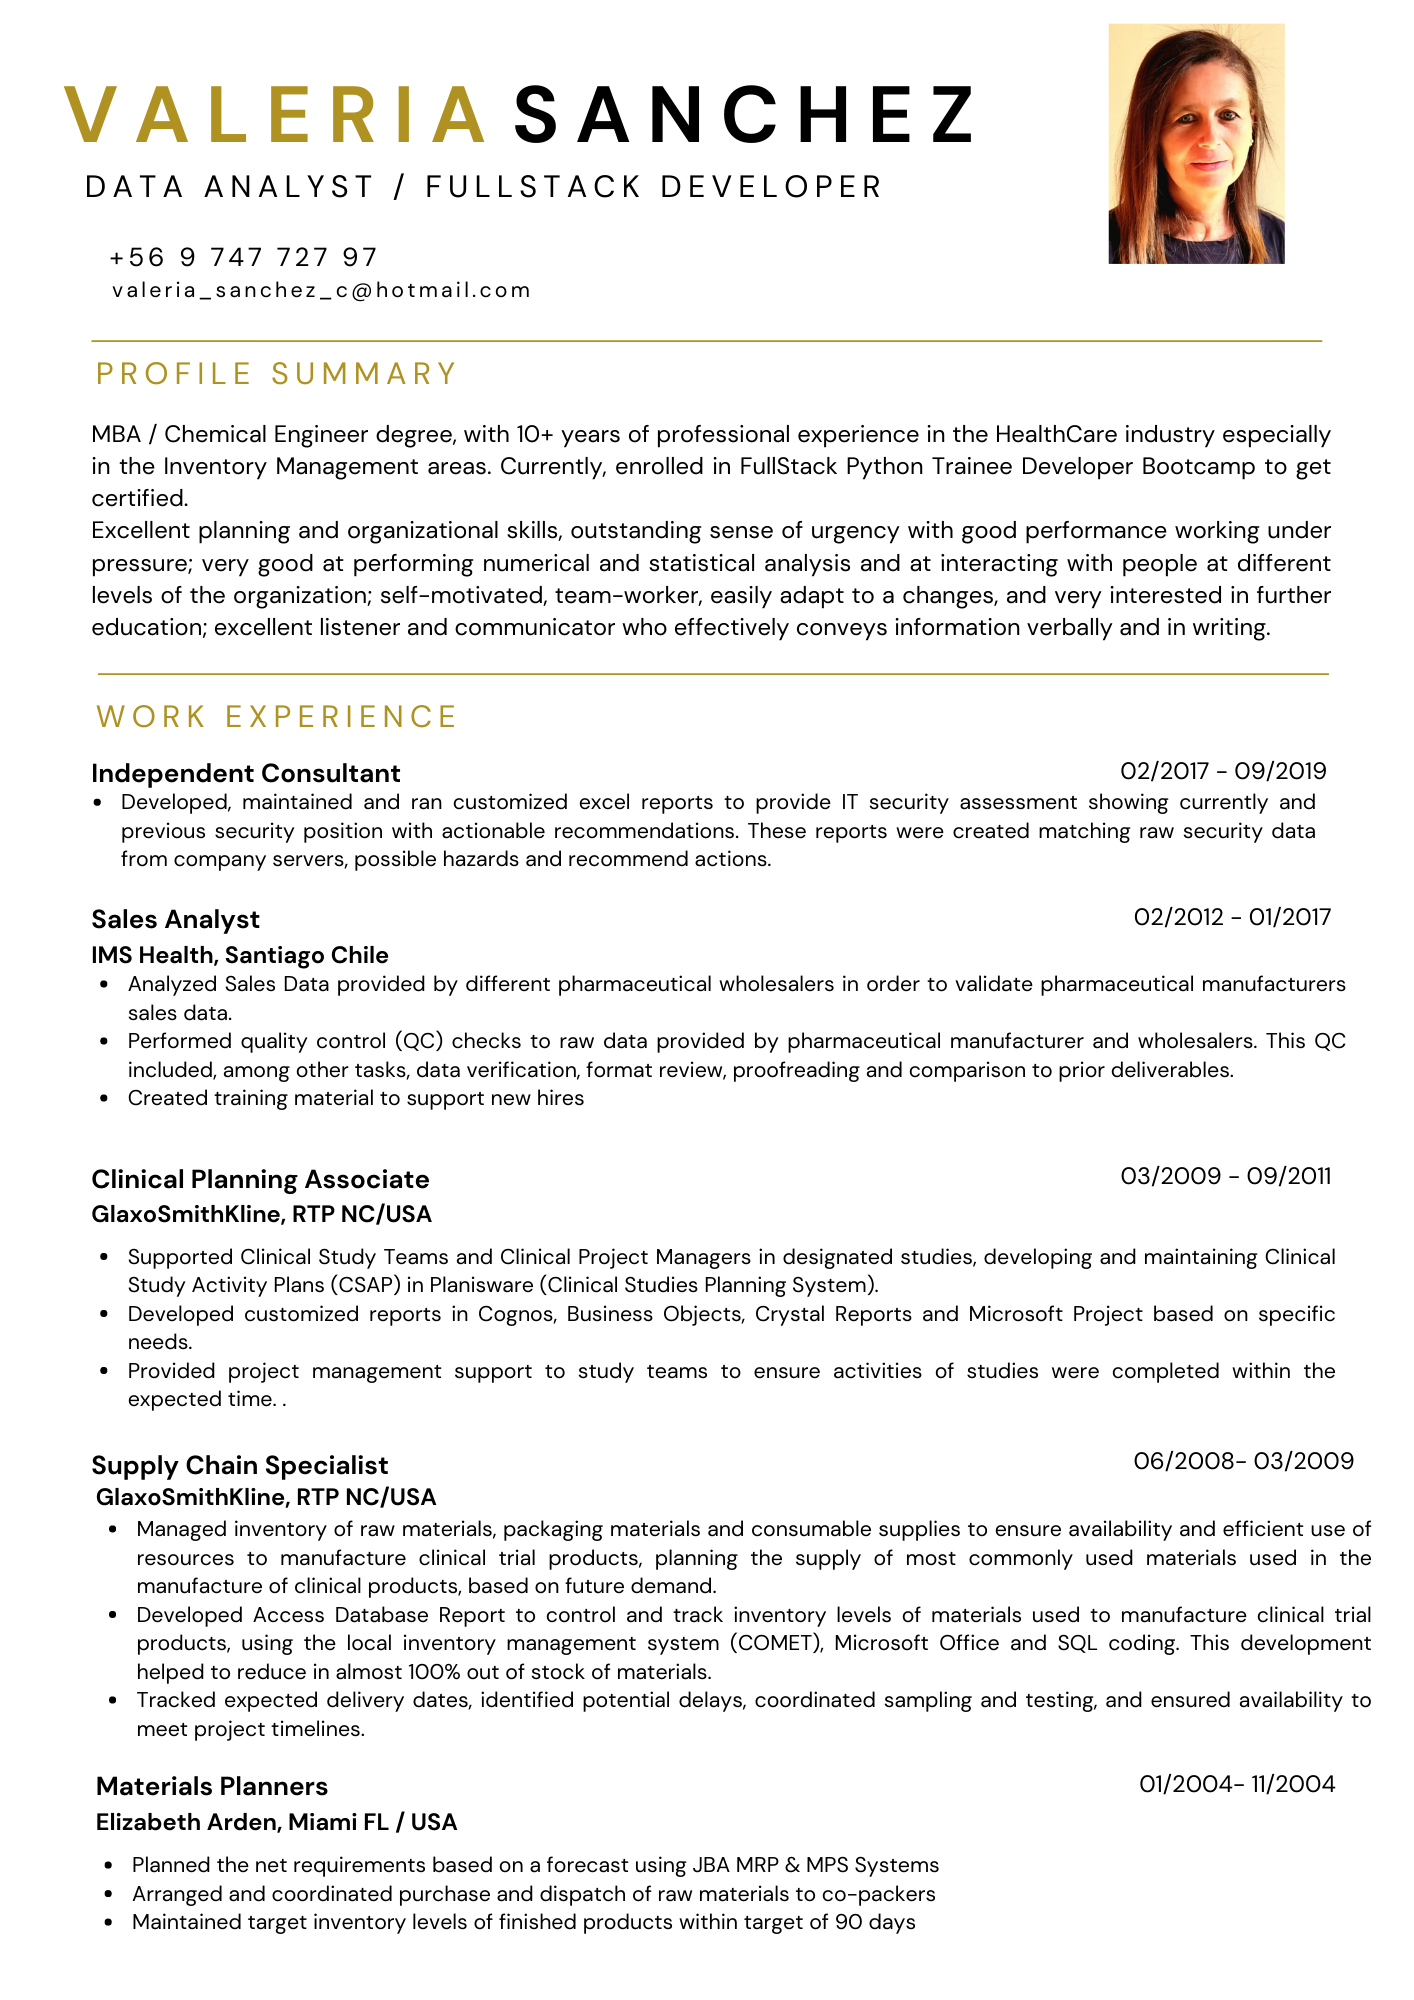 VALERIA SANCHEZ
DATA ANALYST / FULLSTACK DEVELOPER
+56 9 747 727 97
valeria_sanchez_c@hotmail.com
PROFILE SUMMARY
MBA / Chemical Engineer degree, with 10+ years of professional experience in the HealthCare industry especially
in the Inventory Management areas. Currently, enrolled in FullStack Python Trainee Developer Bootcamp to get
certified.
Excellent planning and organizational skills, outstanding sense of urgency with good performance working under
pressure; very good at performing numerical and statistical analysis and at interacting with people at different
levels of the organization; self-motivated, team-worker, easily adapt to a changes, and very interested in further
education; excellent listener and communicator who effectively conveys information verbally and in writing.
WORK EXPERIENCE
Independent Consultant 02/2017 - 09/2019
• Developed, maintained and ran customized excel reports to provide IT security assessment showing currently and
previous security position with actionable recommendations. These reports were created matching raw security data
from company servers, possible hazards and recommend actions.
Sales Analyst 02/2012 - 01/2017
IMS Health, Santiago Chile
• Analyzed Sales Data provided by different pharmaceutical wholesalers in order to validate pharmaceutical manufacturers
sales data.
• Performed quality control (QC) checks to raw data provided by pharmaceutical manufacturer and wholesalers. This QC
included, among other tasks, data verification, format review, proofreading and comparison to prior deliverables.
• Created training material to support new hires
Clinical Planning Associate 03/2009 - 09/2011
GlaxoSmithKline, RTP NC/USA
• Supported Clinical Study Teams and Clinical Project Managers in designated studies, developing and maintaining Clinical
Study Activity Plans (CSAP) in Planisware (Clinical Studies Planning System).
• Developed customized reports in Cognos, Business Objects, Crystal Reports and Microsoft Project based on specific
needs.
• Provided project management support to study teams to ensure activities of studies were completed within the
expected time. .
Supply Chain Specialist 06/2008- 03/2009
GlaxoSmithKline, RTP NC/USA
• Managed inventory of raw materials, packaging materials and consumable supplies to ensure availability and efficient use of
resources to manufacture clinical trial products, planning the supply of most commonly used materials used in the
manufacture of clinical products, based on future demand.
• Developed Access Database Report to control and track inventory levels of materials used to manufacture clinical trial
products, using the local inventory management system (COMET), Microsoft Office and SQL coding. This development
helped to reduce in almost 100% out of stock of materials.
• Tracked expected delivery dates, identified potential delays, coordinated sampling and testing, and ensured availability to
meet project timelines.
Materials Planners 01/2004- 11/2004
Elizabeth Arden, Miami FL / USA
• Planned the net requirements based on a forecast using JBA MRP & MPS Systems
• Arranged and coordinated purchase and dispatch of raw materials to co-packers
• Maintained target inventory levels of finished products within target of 90 days